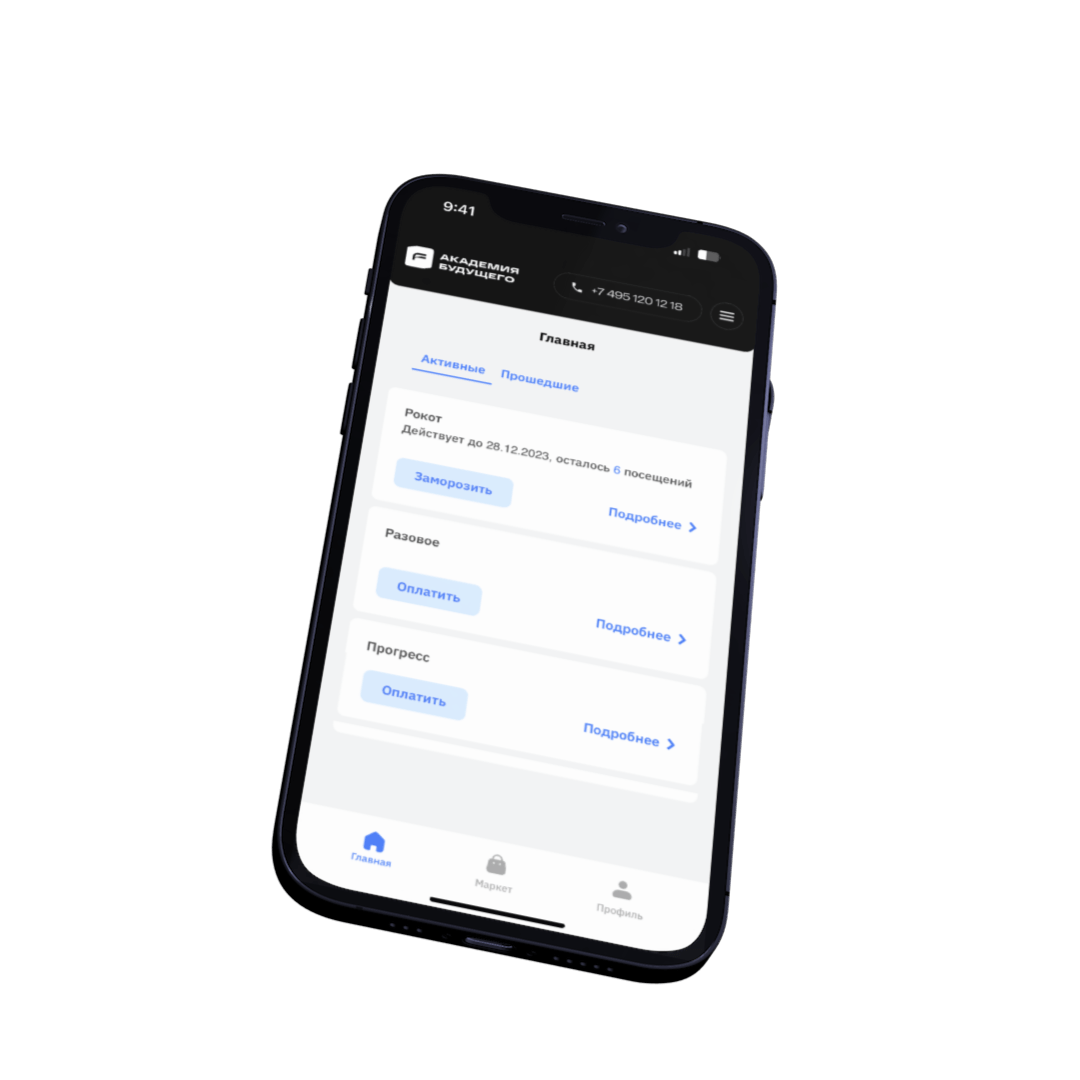 9:41
АКАДЕМИЯ
БУДУЩЕГО
+7 495 120 12 18
Главная
Активные Прошедшие
Рокот
Действует до 28.12.2023, осталось 6 посещений
Заморозить
Подробнее
Разовое
Оплатить
Подробнее
Прогресс
Оплатить
Подробнее
Главная
Маркет
Профиль